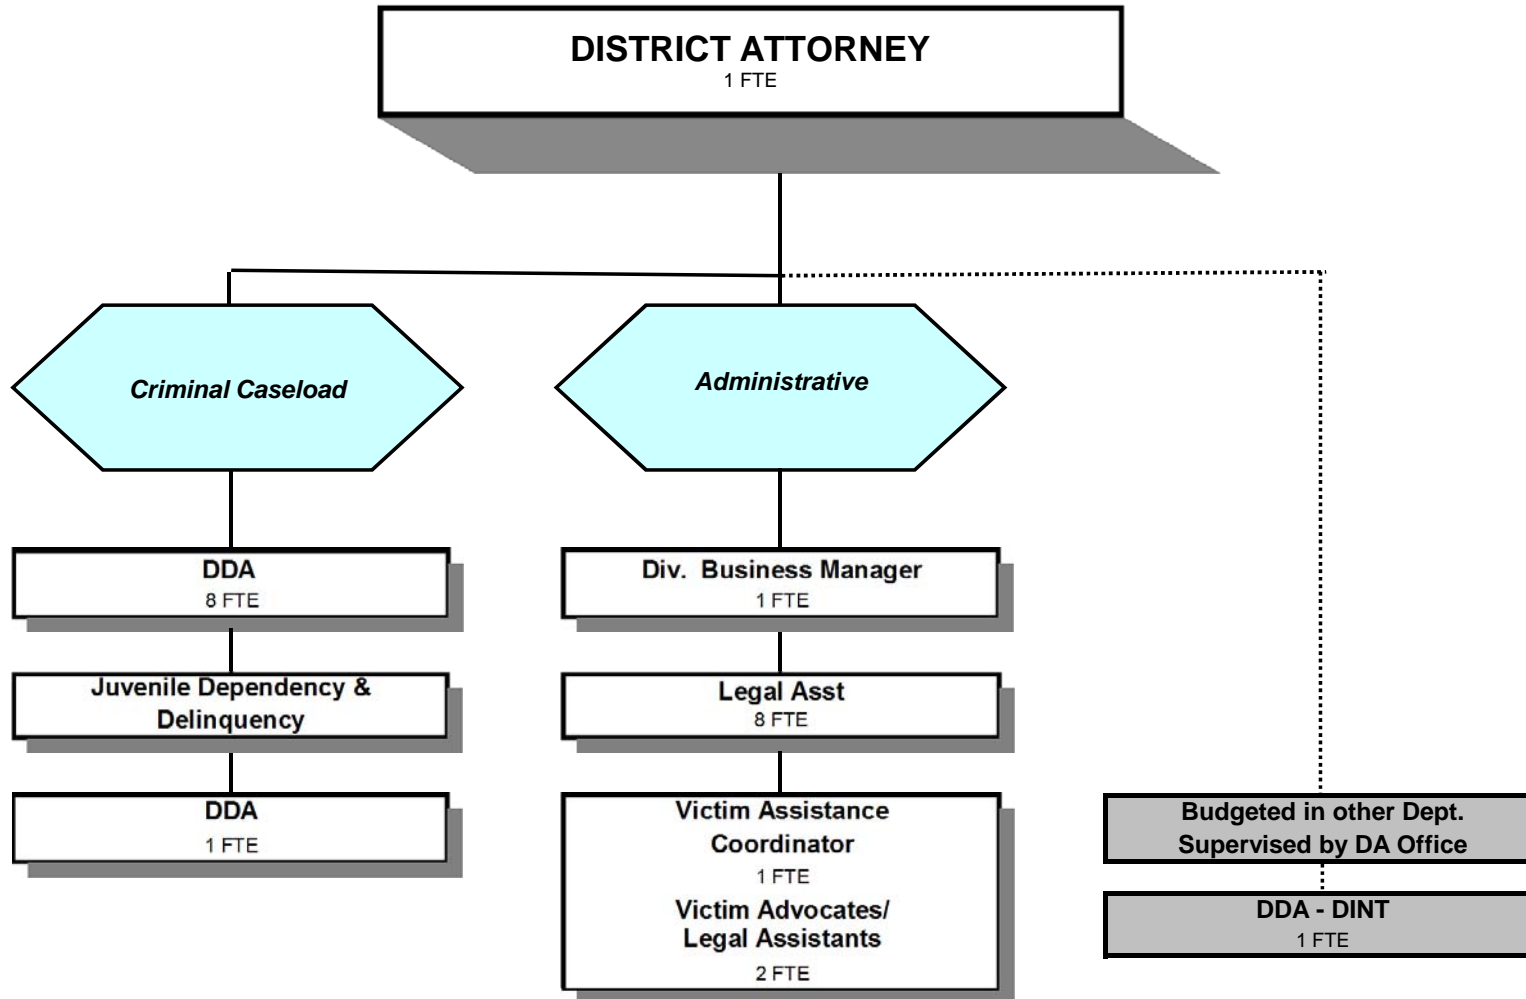 DISTRICT ATTORNEY
1 FTE
Criminal Caseload
Administrative
DDA
8 FTE
Div. Business Manager
1 FTE
Juvenile Dependency &
Delinquency
Legal Asst
8 FTE
DDA
1 FTE
Victim Assistance
Coordinator
1 FTE
Victim Advocates/
Legal Assistants
2 FTE
Budgeted in other Dept.
Supervised by DA Office
DDA - DINT
1 FTE